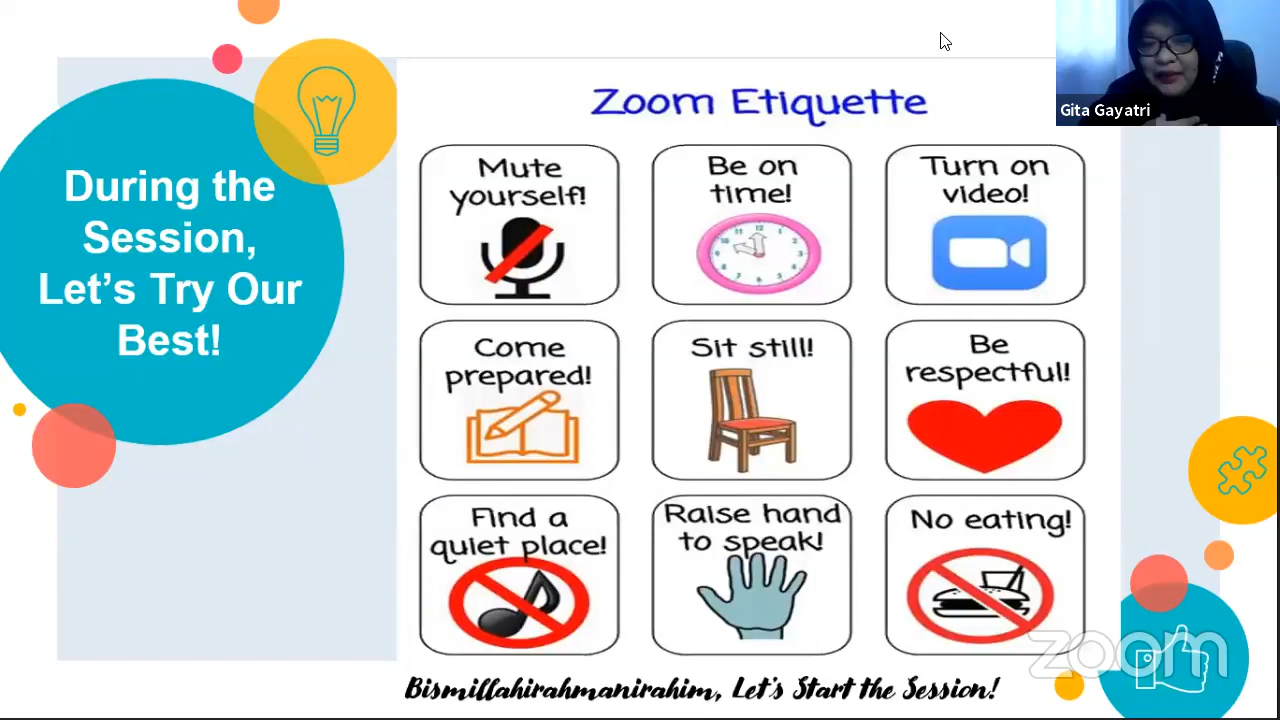 During the
Session,
Let's Try Our
Best!
Zoom Etiquette
Gita Gayatri
Mute
yourself!
Be on
time!
Turn on
video!
Come
prepared!
Sit still!
Be
respectful!
Find a
quiet place!
Raise hand
to speak!
No eating!
zoom
Bismillahirahmanirahim, Let's Start the Session!